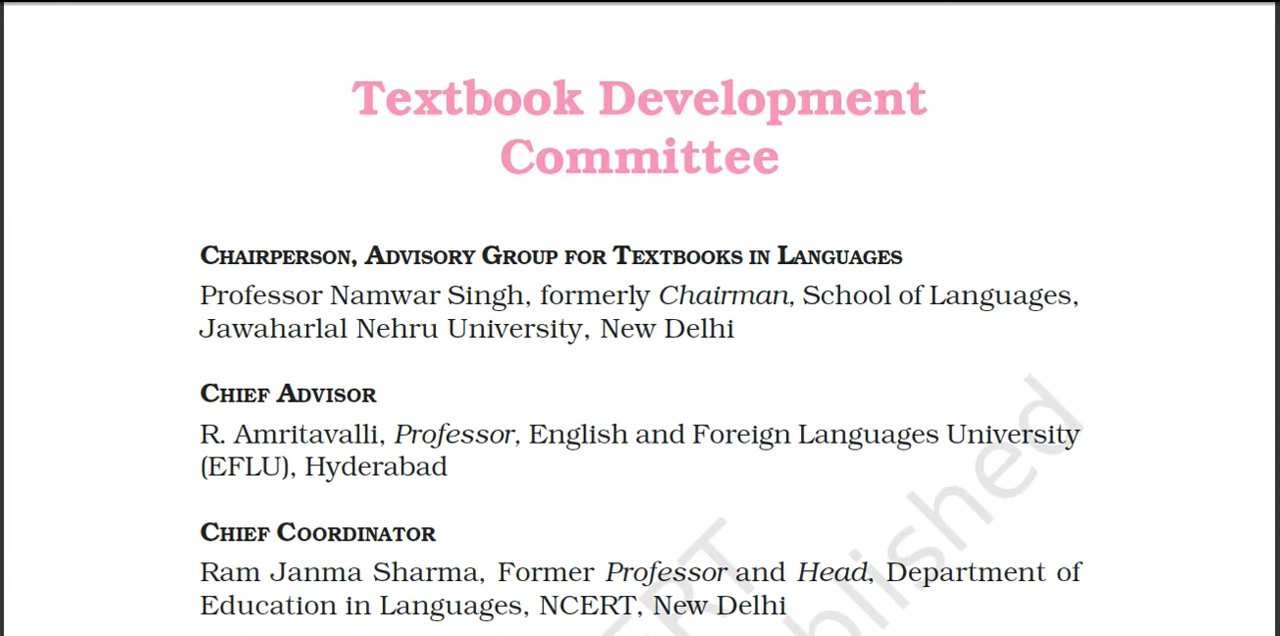 Textbook Development
Committee
CHAIRPERSON, ADVISORY GROUP FOR TEXTBOOKS IN LANGUAGES
Professor Namwar Singh, formerly Chairman, School of Languages,
Jawaharlal Nehru University, New Delhi
CHIEF ADVISOR
R. Amritavalli, Professor, English and Foreign Languages University
(EFLU), Hyderabad
CHIEF COORDINATOR
Ram Janma Sharma, Former Professor and Head, Department of
Education in Languages, NCERT, New Delhi